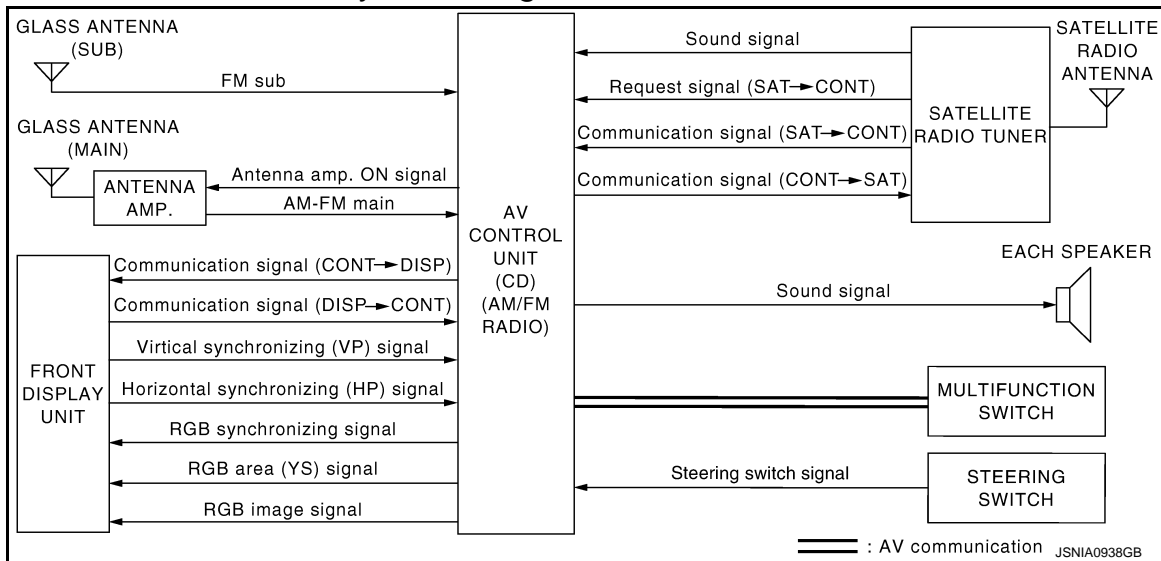 GLASS ANTENNA
(SUB)
FM sub
GLASS ANTENNA
(MAIN)
ANTENNA
AMP.
Antenna amp. ON signal
AM-FM main
Communication signal (CONT→DISP)
Communication signal (DISP→CONT)
Virtical synchronizing (VP) signal
Horizontal synchronizing (HP) signal
RGB synchronizing signal
RGB area (YS) signal
RGB image signal
FRONT
DISPLAY
UNIT
AV
CONTROL
UNIT
(CD)
(AM/FM
RADIO)
Sound signal
Request signal (SAT→CONT)
Communication signal (SAT→CONT)
Communication signal (CONT→SAT)
SATELLITE
RADIO TUNER
SATELLITE
RADIO
ANTENNA
EACH SPEAKER
Sound signal
MULTIFUNCTION
SWITCH
Steering switch signal
STEERING
SWITCH
: AV communication
JSNIA0938GB